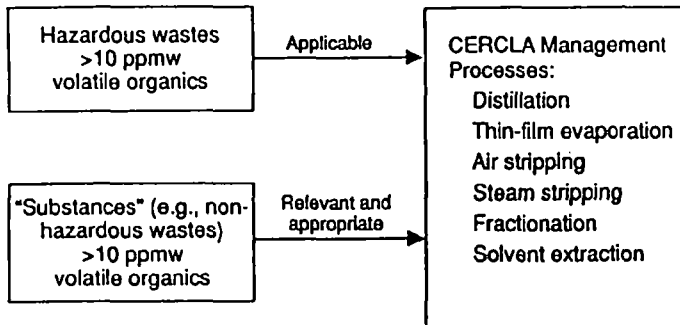 Hazardous wastes
>10 ppmw
volatile organics
Applicable
"Substances" (e.g., non-
hazardous wastes)
>10 ppmw
volatile organics
Relevant and
appropriate
CERCLA Management
Processes:
Distillation
Thin-film evaporation
Air stripping
Steam stripping
Fractionation
Solvent extraction